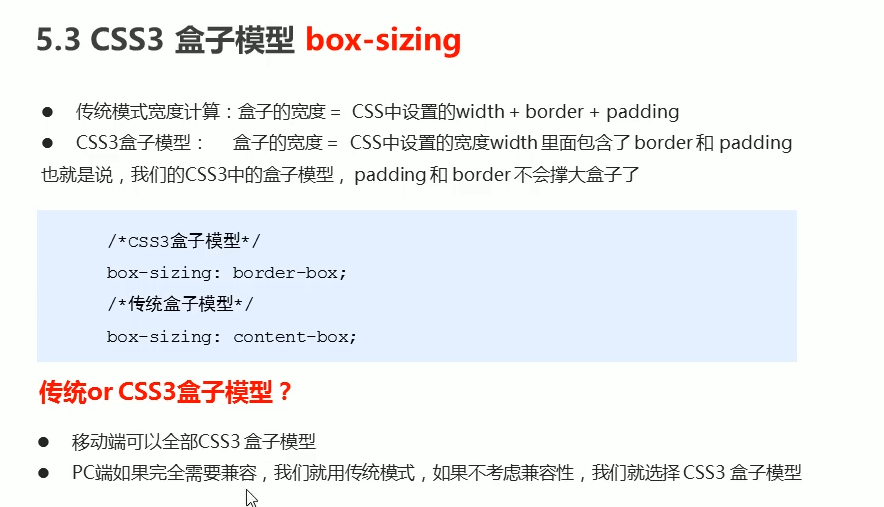 5.3 CSS3 盒子模型 box-sizing
● 传统模式宽度计算：盒子的宽度 = CSS中设置的width + border + padding
● CSS3盒子模型： 盒子的宽度 = CSS中设置的宽度width 里面包含了 border 和 padding
也就是说，我们的CSS3中的盒子模型， padding 和 border 不会撑大盒子了
/*CSS3盒子模型*/
box-sizing: border-box;
/*传统盒子模型*/
box-sizing: content-box;
传统or CSS3盒子模型？
● 移动端可以全部CSS3 盒子模型
● PC端如果完全需要兼容，我们就用传统模式，如果不考虑兼容性，我们就选择 CSS3 盒子模型